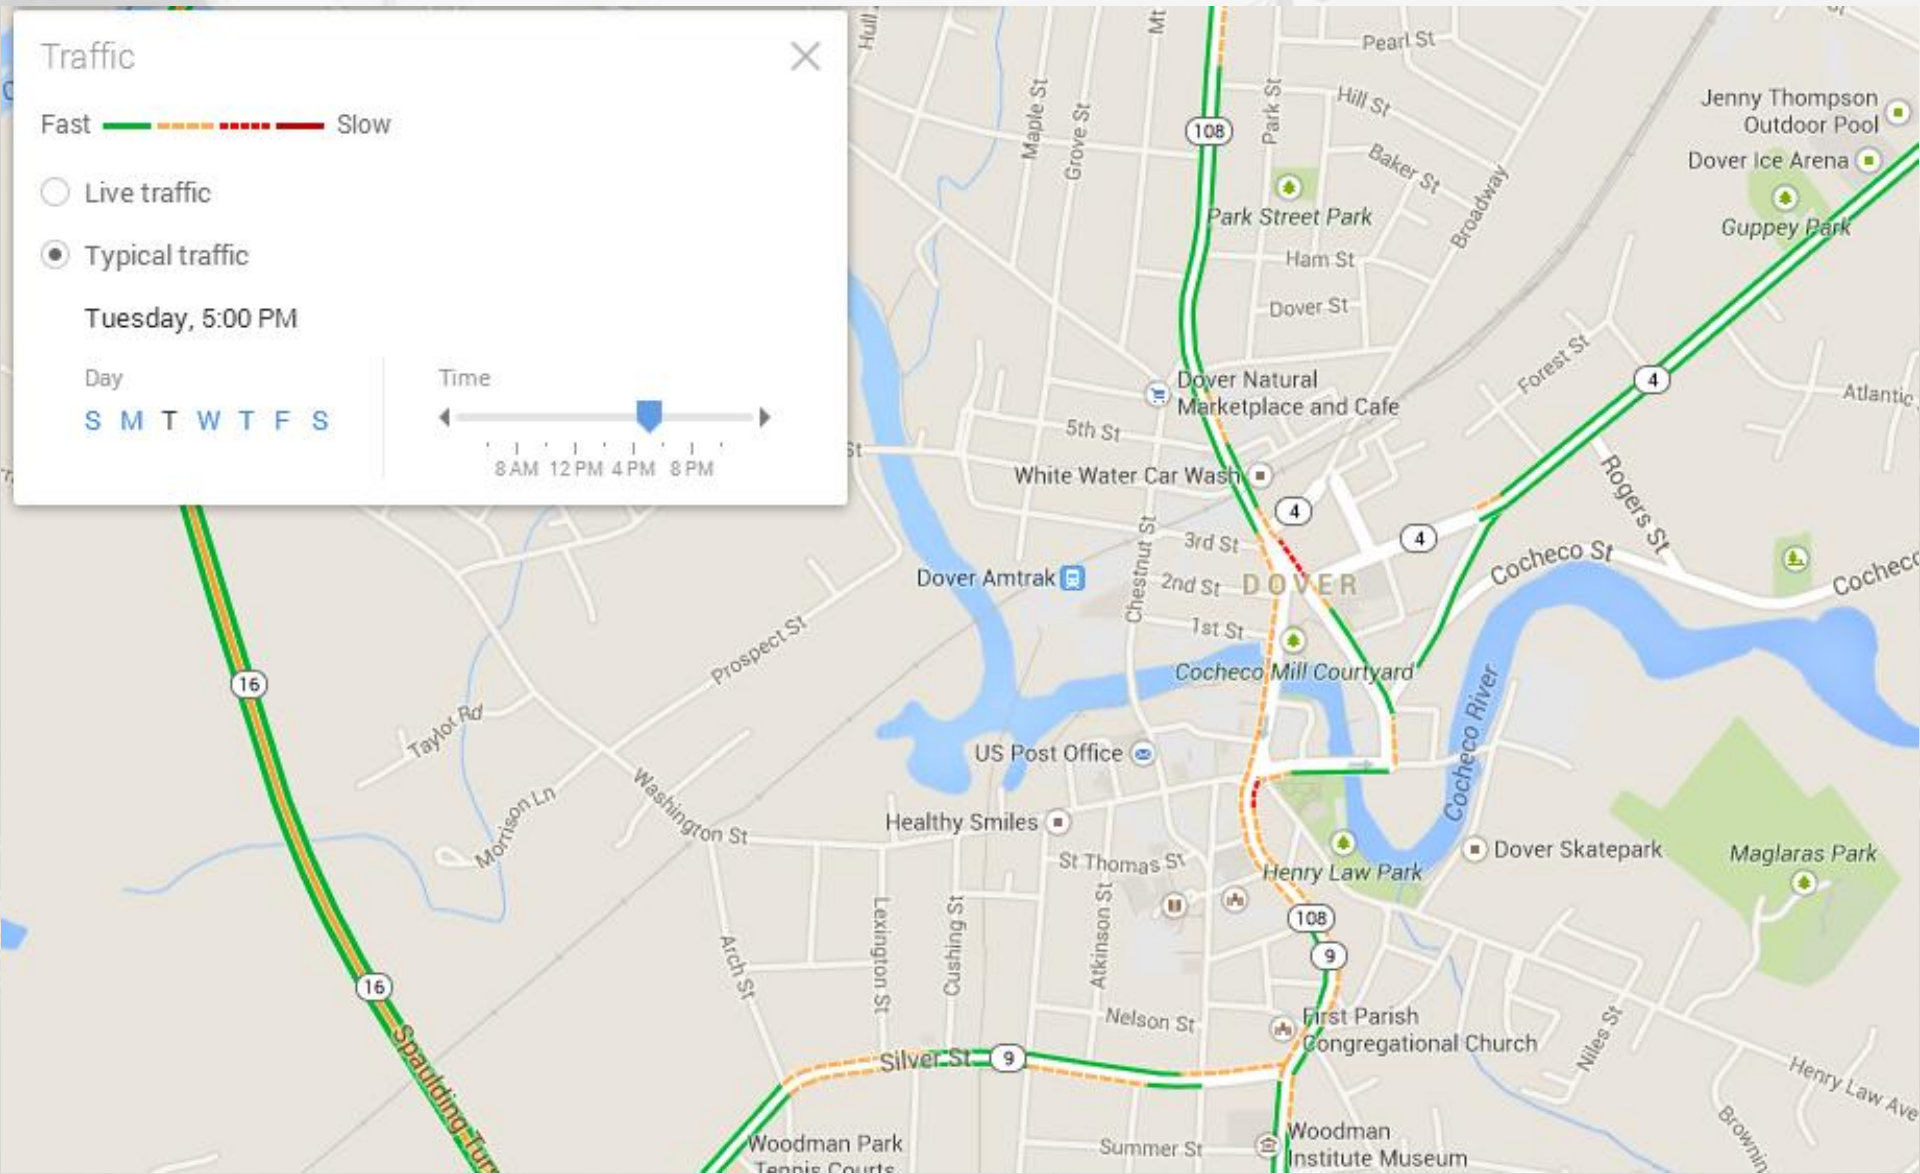 Traffic
Fast
Slow
Live traffic
Typical traffic
Tuesday, 5:00 PM
Day
Time
S M T W T F S
8 AM 12 PM 4 PM 8 PM
Maple St
Grove St
Park St
Pearl St
Hill St
Baker St
Broadway
108
Jenny Thompson
Outdoor Pool
Dover Ice Arena
Guppey Park
Park Street Park
Ham St
Dover St
Forest St
4
Atlantic
Dover Natural
Marketplace and Cafe
5th St
St
White Water Car Wash
4
4
Rogers St
Chestnut St
3rd St
2nd St
1st St
DOVER
Dover Amtrak
Cocheco St
Cocheco
Cocheco Mill Courtyard
Cocheco River
Prospect St
16
Taylor Rd
US Post Office
Washington St
Morrison Ln
Healthy Smiles
St Thomas St
Henry Law Park
Dover Skatepark
Maglaras Park
108
9
Arch St
Lexington St
Cushing St
Atkinson St
16
Nelson St
First Parish
Congregational Church
Niles St
Silver St
9
Henry Law Ave
Spaulding Turn
Woodman Park
Tennis Courts
Summer St
Woodman
Institute Museum
Brownin